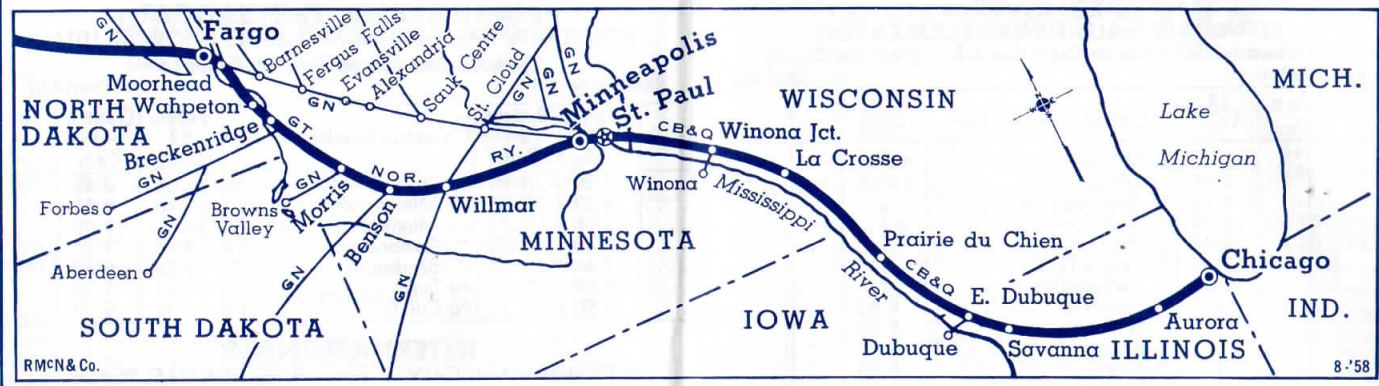 GN
Fargo
Moorhead
Wahpeton
NORTH
DAKOTA
Breckenridge
GN
Forbes
GN
Aberdeen
GN
SOUTH DAKOTA
RMCN&Co.
Barnesville
Fergus Falls
Evansville
Alexandria
Sauk Centre
St. Cloud
GN
GN
GN
GN
GT.
NOR.
RY.
GN
Browns
Valley
Morris
Benson
GN
GN
Willmar
MINNESOTA
Minneapolis
St. Paul
CB&Q
Winona Jct.
La Crosse
Winona
Mississippi
River
WISCONSIN
Prairie du Chien
CB&Q
E. Dubuque
IOWA
Dubuque
Savanna
ILLINOIS
Aurora
Chicago
Lake
Michigan
MICH.
IND.
8-'58